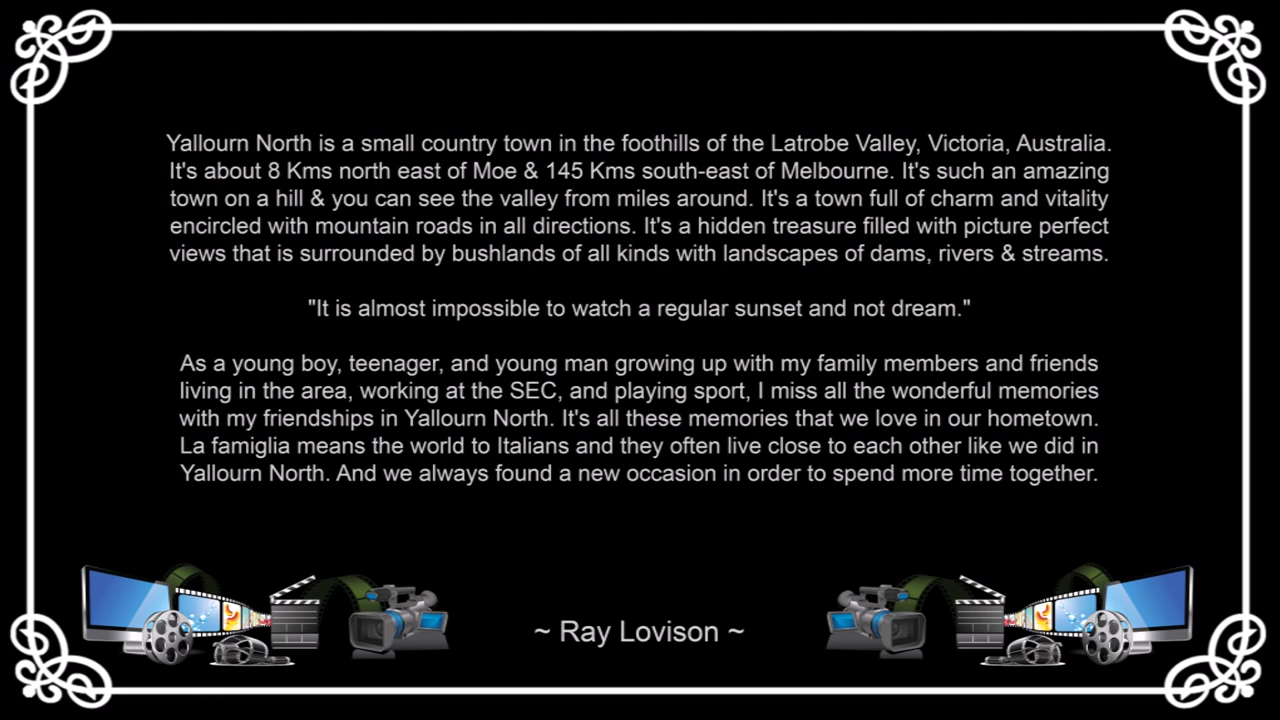 Yallourn North is a small country town in the foothills of the Latrobe Valley, Victoria, Australia.
It's about 8 Kms north east of Moe & 145 Kms south-east of Melbourne. It's such an amazing
town on a hill & you can see the valley from miles around. It's a town full of charm and vitality
encircled with mountain roads in all directions. It's a hidden treasure filled with picture perfect
views that is surrounded by bushlands of all kinds with landscapes of dams, rivers & streams.
"It is almost impossible to watch a regular sunset and not dream."
As a young boy, teenager, and young man growing up with my family members and friends
living in the area, working at the SEC, and playing sport, I miss all the wonderful memories
with my friendships in Yallourn North. It's all these memories that we love in our hometown.
La famiglia means the world to Italians and they often live close to each other like we did in
Yallourn North. And we always found a new occasion in order to spend more time together.
~ Ray Lovison ~